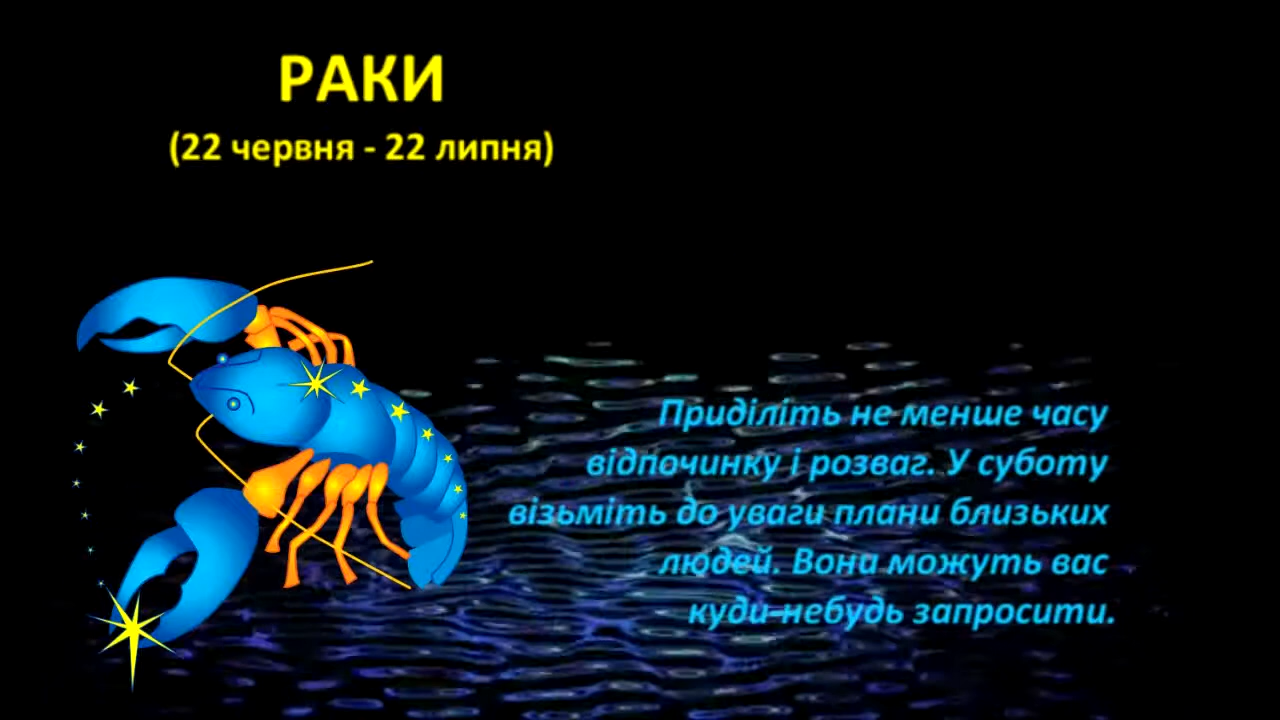 РАКИ
(22 червня - 22 липня)
Приділіть не менше часу
відпочинку і розваг. У суботу
візьміть до уваги плани близьких
людей. Вона можуть вас
куди-небудь запросити.